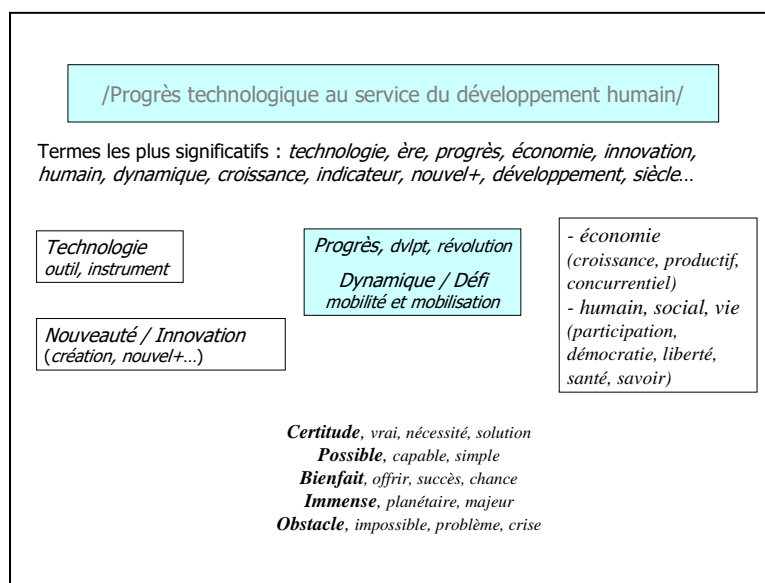 /Progrès technologique au service du développement humain/
Termes les plus significatifs : technologie, ère, progrès, économie, innovation,
humain, dynamique, croissance, indicateur, nouvel+, développement, siècle…
Technologie
outil, instrument
Nouveauté / Innovation
(création, nouvel+…)
Progrès, dvlpt, révolution
Dynamique / Défi
mobilité et mobilisation
- économie
(croissance, productif,
concurrentiel)
- humain, social, vie
(participation,
démocratie, liberté,
santé, savoir)
Certitude, vrai, nécessité, solution
Possible, capable, simple
Bienfait, offrir, succès, chance
Immense, planétaire, majeur
Obstacle, impossible, problème, crise